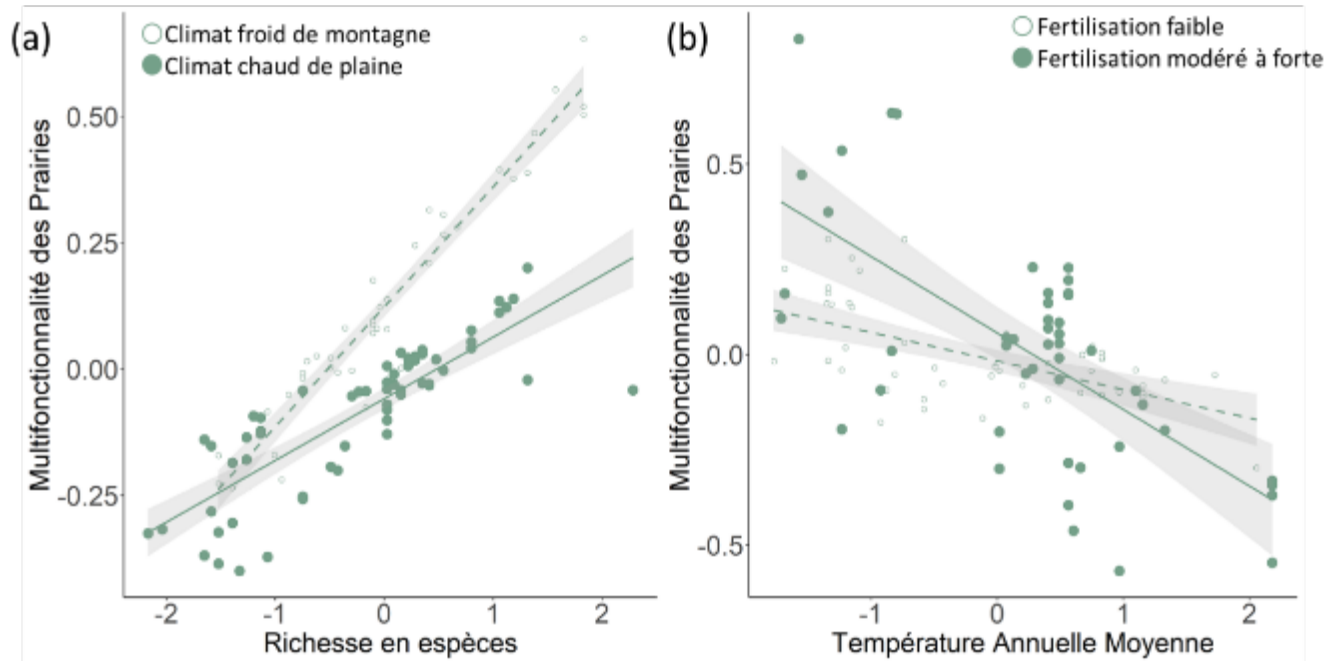 (a)
Climat froid de montagne
Climat chaud de plaine
Multifonctionnalité des Prairies
0.50
0.25
0.00
-0.25
-2
-1
0
1
2
Richesse en espèces
(b)
Fertilisation faible
Fertilisation modéré à forte
Multifonctionnalité des Prairies
0.5
0.0
-0.5
-1
0
1
2
Température Annuelle Moyenne